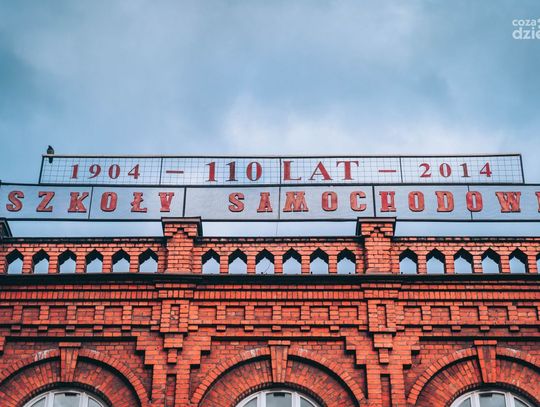 1904 – 110 LAT – 2014
SZKOŁY SAMOCHODOW